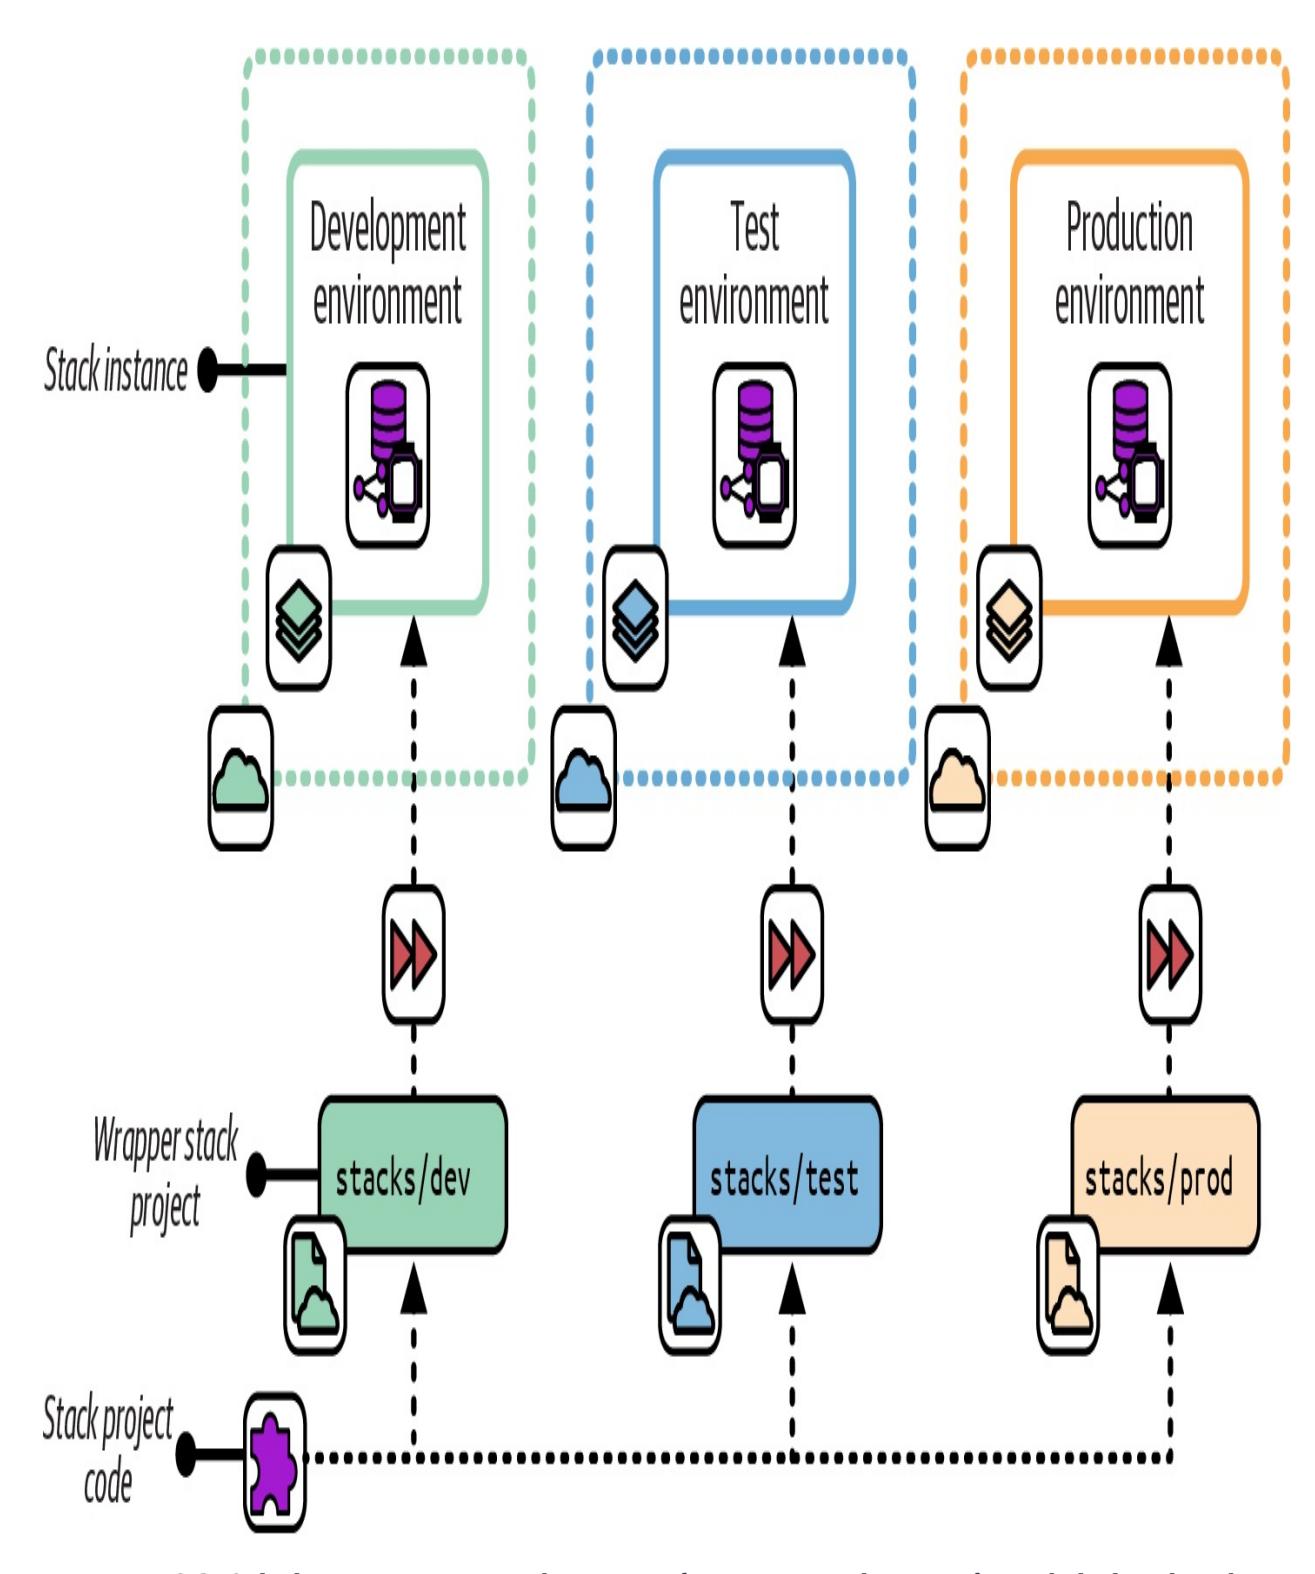 Development
environment
Test
environment
Production
environment
Stack instance
Wrapper stack
project
stacks/dev
stacks/test
stacks/prod
Stack project
code